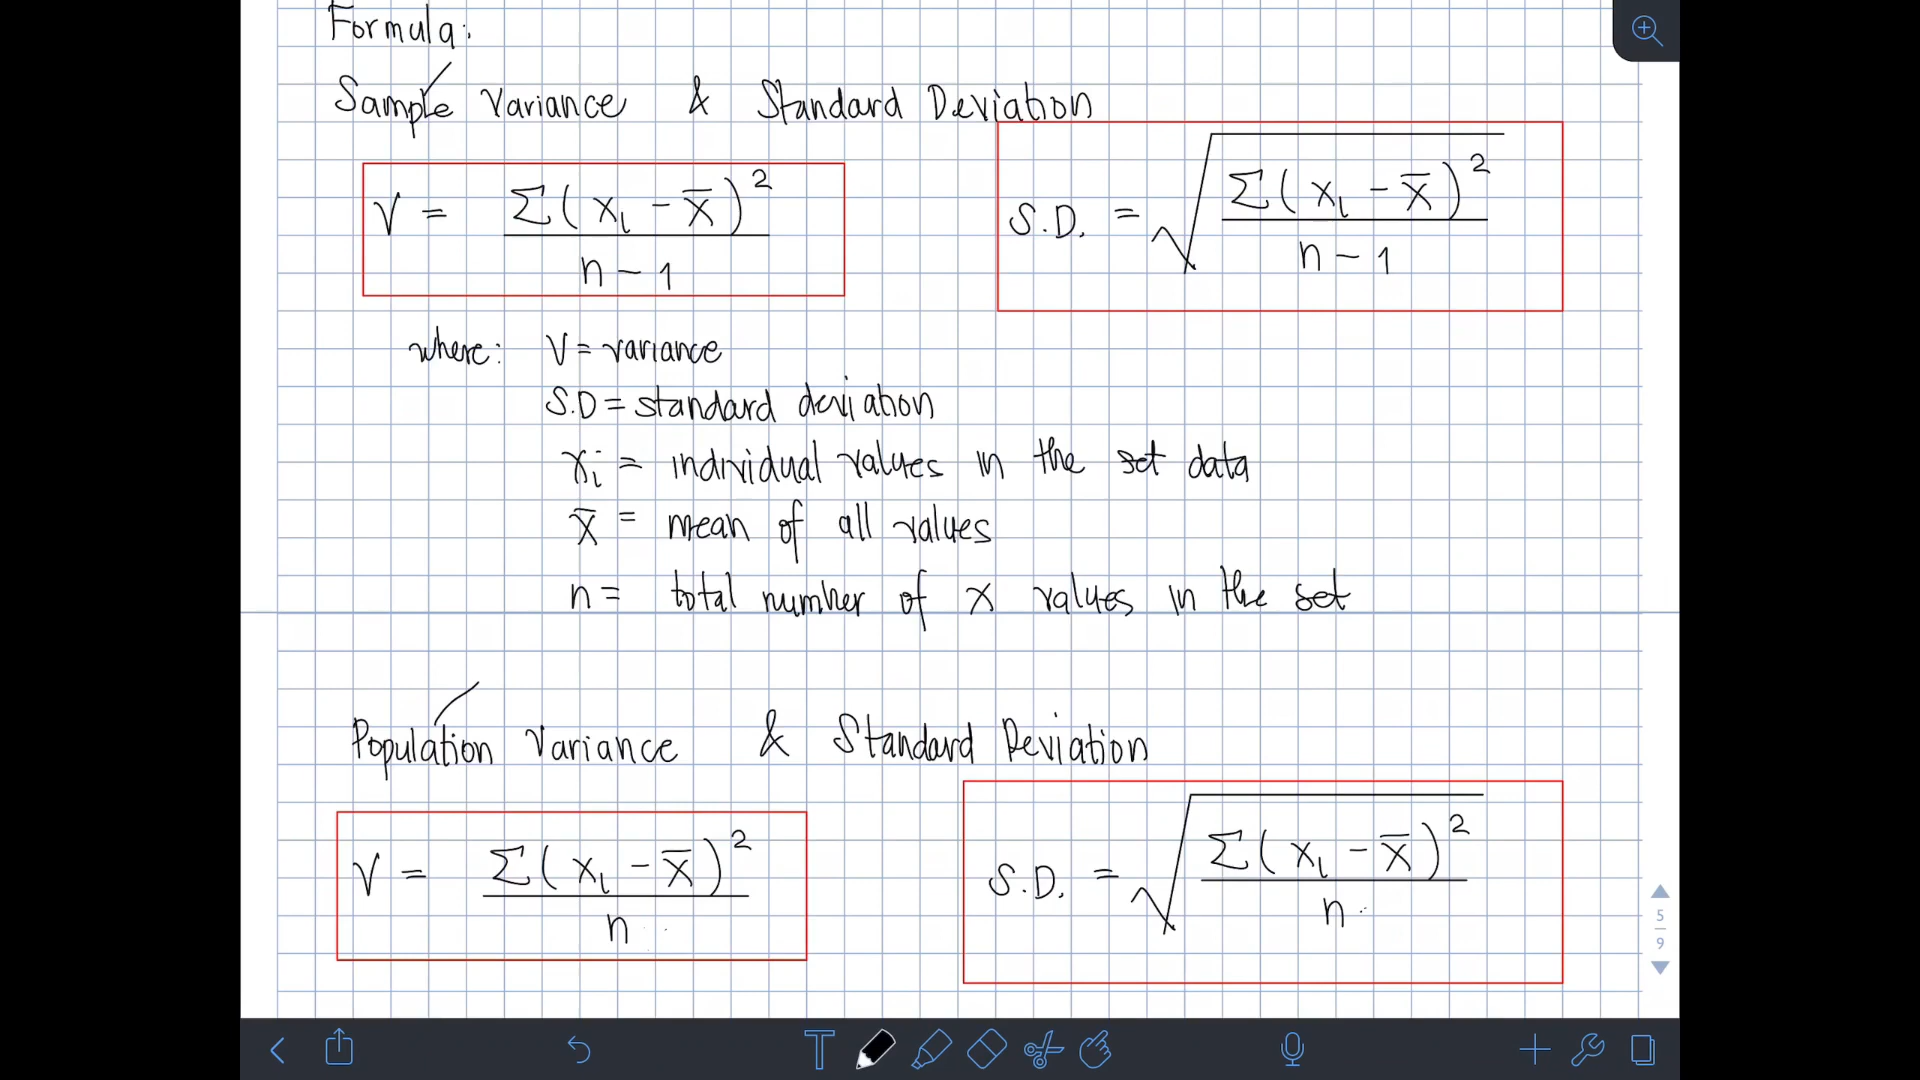 Formula:
Sample Variance & Standard Deviation
V = Σ(xi - x̄)² / n - 1
S.D. = √(Σ(xi - x̄)² / n - 1)
where: V = variance
S.D = standard deviation
xi = individual values in the set data
x̄ = mean of all values
n = total number of x values in the set
Population Variance & Standard Deviation
V = Σ(xi - x̄)² / n
S.D. = √(Σ(xi - x̄)² / n)
5
9
T